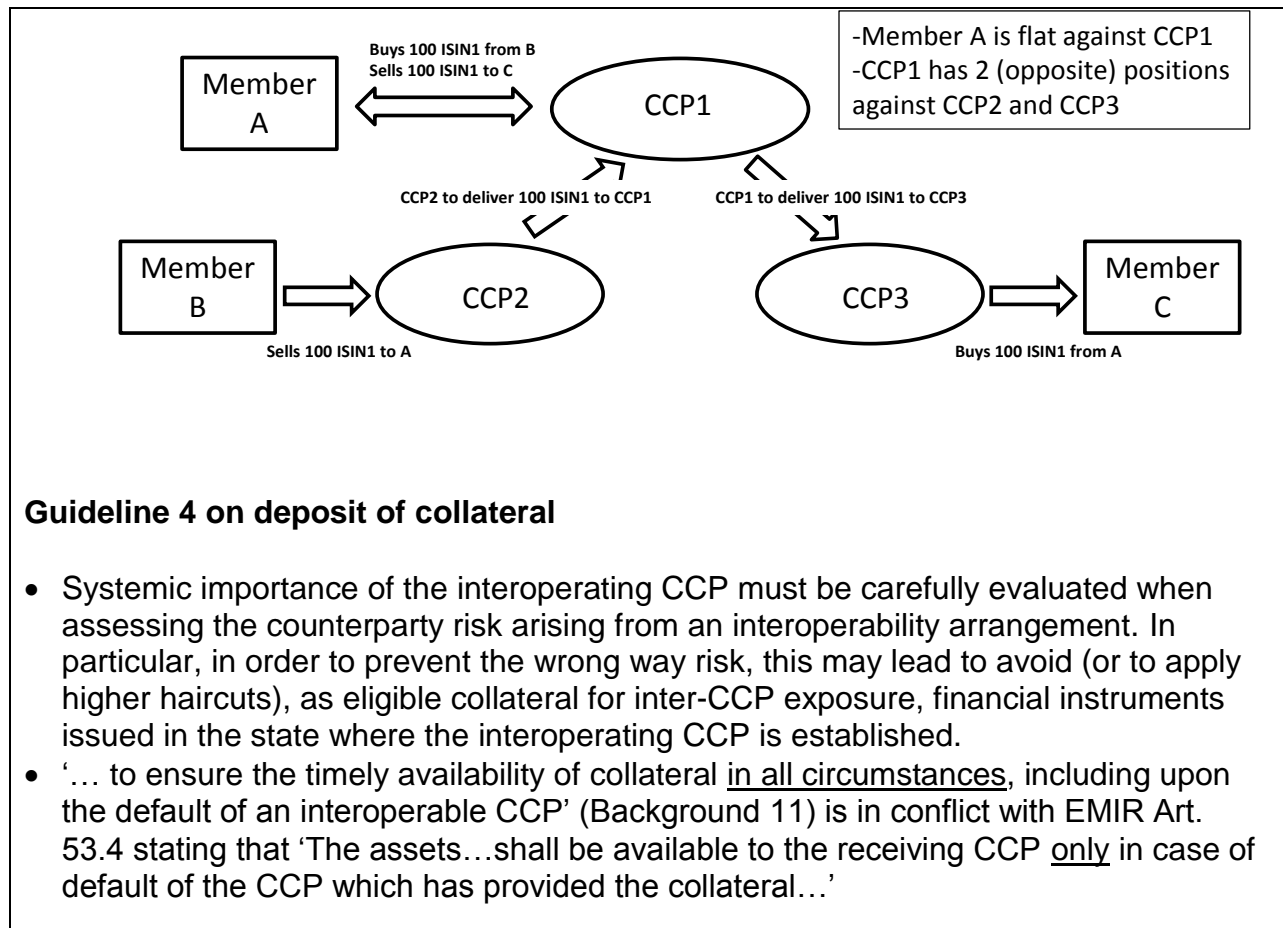 Buys 100 ISIN1 from B
Sells 100 ISIN1 to C
-Member A is flat against CCP1
-CCP1 has 2 (opposite) positions
against CCP2 and CCP3
Member
A
CCP1
CCP2 to deliver 100 ISIN1 to CCP1
CCP1 to deliver 100 ISIN1 to CCP3
Member
B
CCP2
CCP3
Member
C
Sells 100 ISIN1 to A
Buys 100 ISIN1 from A
Guideline 4 on deposit of collateral
• Systemic importance of the interoperating CCP must be carefully evaluated when
assessing the counterparty risk arising from an interoperability arrangement. In
particular, in order to prevent the wrong way risk, this may lead to avoid (or to apply
higher haircuts), as eligible collateral for inter-CCP exposure, financial instruments
issued in the state where the interoperating CCP is established.
• ‘… to ensure the timely availability of collateral in all circumstances, including upon
the default of an interoperable CCP’ (Background 11) is in conflict with EMIR Art.
53.4 stating that ‘The assets…shall be available to the receiving CCP only in case of
default of the CCP which has provided the collateral…’